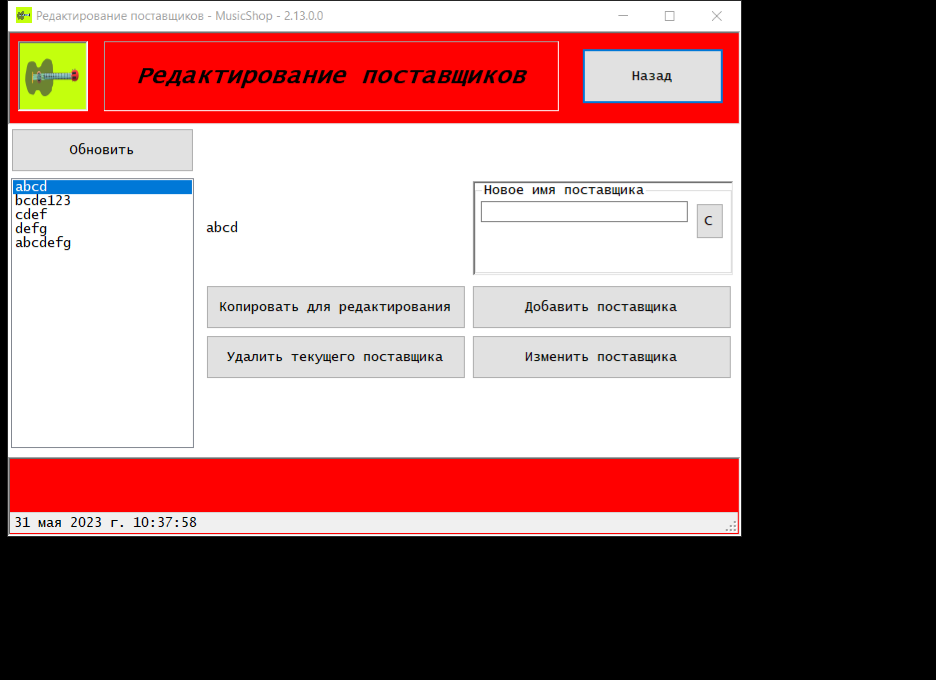 Редактирование поставщиков - MusicShop - 2.13.0.0
Редактирование поставщиков
Назад
Обновить
abcd
bcde123
cdef
defg
abcdefg
abcd
Новое имя поставщика
С
Копировать для редактирования
Добавить поставщика
Удалить текущего поставщика
Изменить поставщика
31 мая 2023 г. 10:37:58